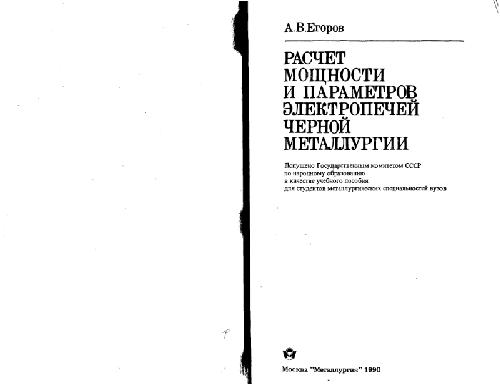 А.В.Егоров
РАСЧЕТ
МОЩНОСТИ
И ПАРАМЕТРОВ
ЭЛЕКТРОПЕЧЕЙ
ЧЕРНОЙ
МЕТАЛЛУРГИИ
Допущено Государственным комитетом СССР
по народному образованию
в качестве учебного пособия
для студентов металлургических специальностей вузов
Москва "Металлургия" 1990